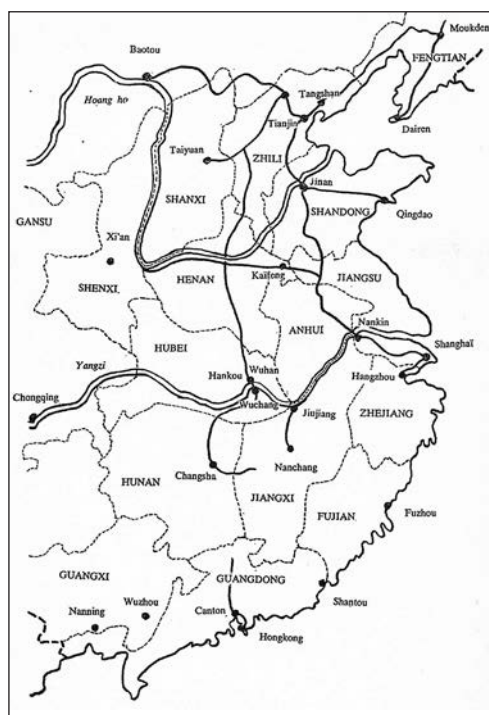 Moukden
Baotou
FENGTIAN
Hoang ho
Tangshan
Tianjin
Dairen
Taiyuan
ZHILI
Jinan
SHANXI
SHANDONG
Qingdao
GANSU
Xi'an
HENAN
Kaifeng
JIANGSU
SHENXI
Nankin
ANHUI
HUBEI
Shanghaï
Yangzi
Wuhan
Hankou
Hangzhou
Chongqing
Wuchang
Jiujiang
ZHEJIANG
Changsha
Nanchang
HUNAN
JIANGXI
FUJIAN
Fuzhou
GUANGXI
GUANGDONG
Wuzhou
Shantou
Nanning
Canton
Hongkong